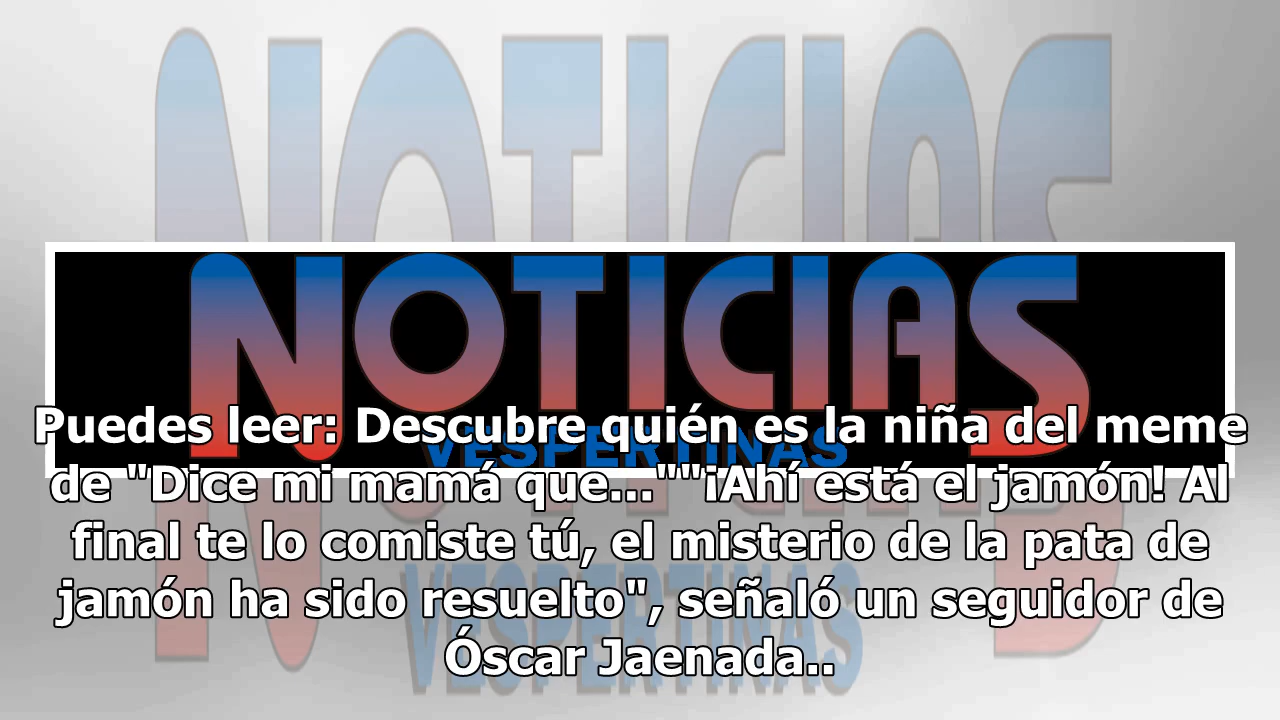 NOTICIAS
NOTICIAS
VESPERTINAS
Puedes leer: Descubre quién es la niña del meme
de "Dice mi mamá que...""¡Ahí está el jamón! Al
final te lo comiste tú, el misterio de la pata de
jamón ha sido resuelto", señaló un seguidor de
Óscar Jaenada..
VESPERTINAS